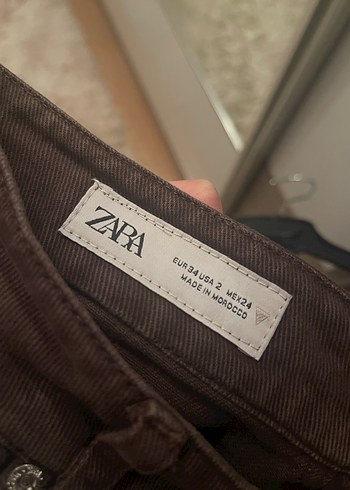 ZARA
EUR 34 USA 2 MEX 24
MADE IN MOROCCO